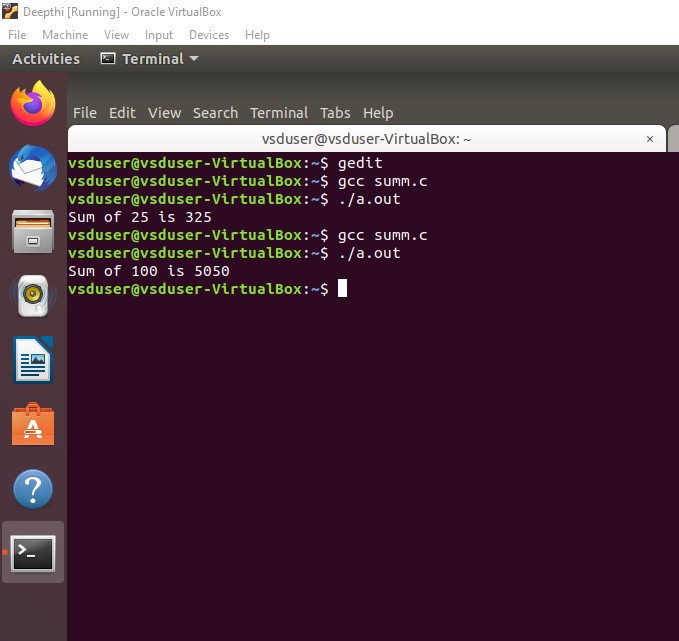 Deepthi [Running] - Oracle VirtualBox
File Machine View Input Devices Help
Activities Terminal
File Edit View Search Terminal Tabs Help
vsduser@vsduser-VirtualBox: ~ ×
vsduser@vsduser-VirtualBox:~$ gedit
vsduser@vsduser-VirtualBox:~$ gcc summ.c
vsduser@vsduser-VirtualBox:~$ ./a.out
Sum of 25 is 325
vsduser@vsduser-VirtualBox:~$ gcc summ.c
vsduser@vsduser-VirtualBox:~$ ./a.out
Sum of 100 is 5050
vsduser@vsduser-VirtualBox:~$